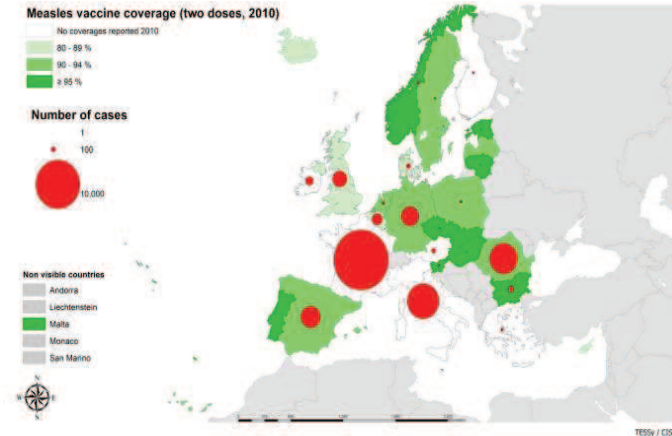 Measles vaccine coverage (two doses, 2010)
No coverages reported 2010
80 - 89 %
90 - 94 %
≥ 95 %
Number of cases
1
100
10,000
Non visible countries
Andorra
Liechtenstein
Malta
Monaco
San Marino
N
W E
S
TESSy / CIS